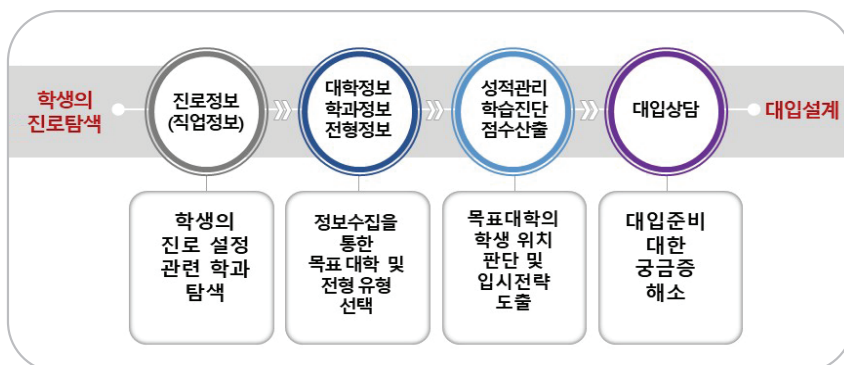 학생의
진로탐색
진로정보
(직업정보)
대학정보
학과정보
전형정보
성적관리
학습진단
점수산출
대입상담
대입설계
학생의
진로 설정
관련 학과
탐색
정보수집을
통한
목표 대학 및
전형 유형
선택
목표대학의
학생 위치
판단 및
입시전략
도출
대입준비
대한
궁금증
해소